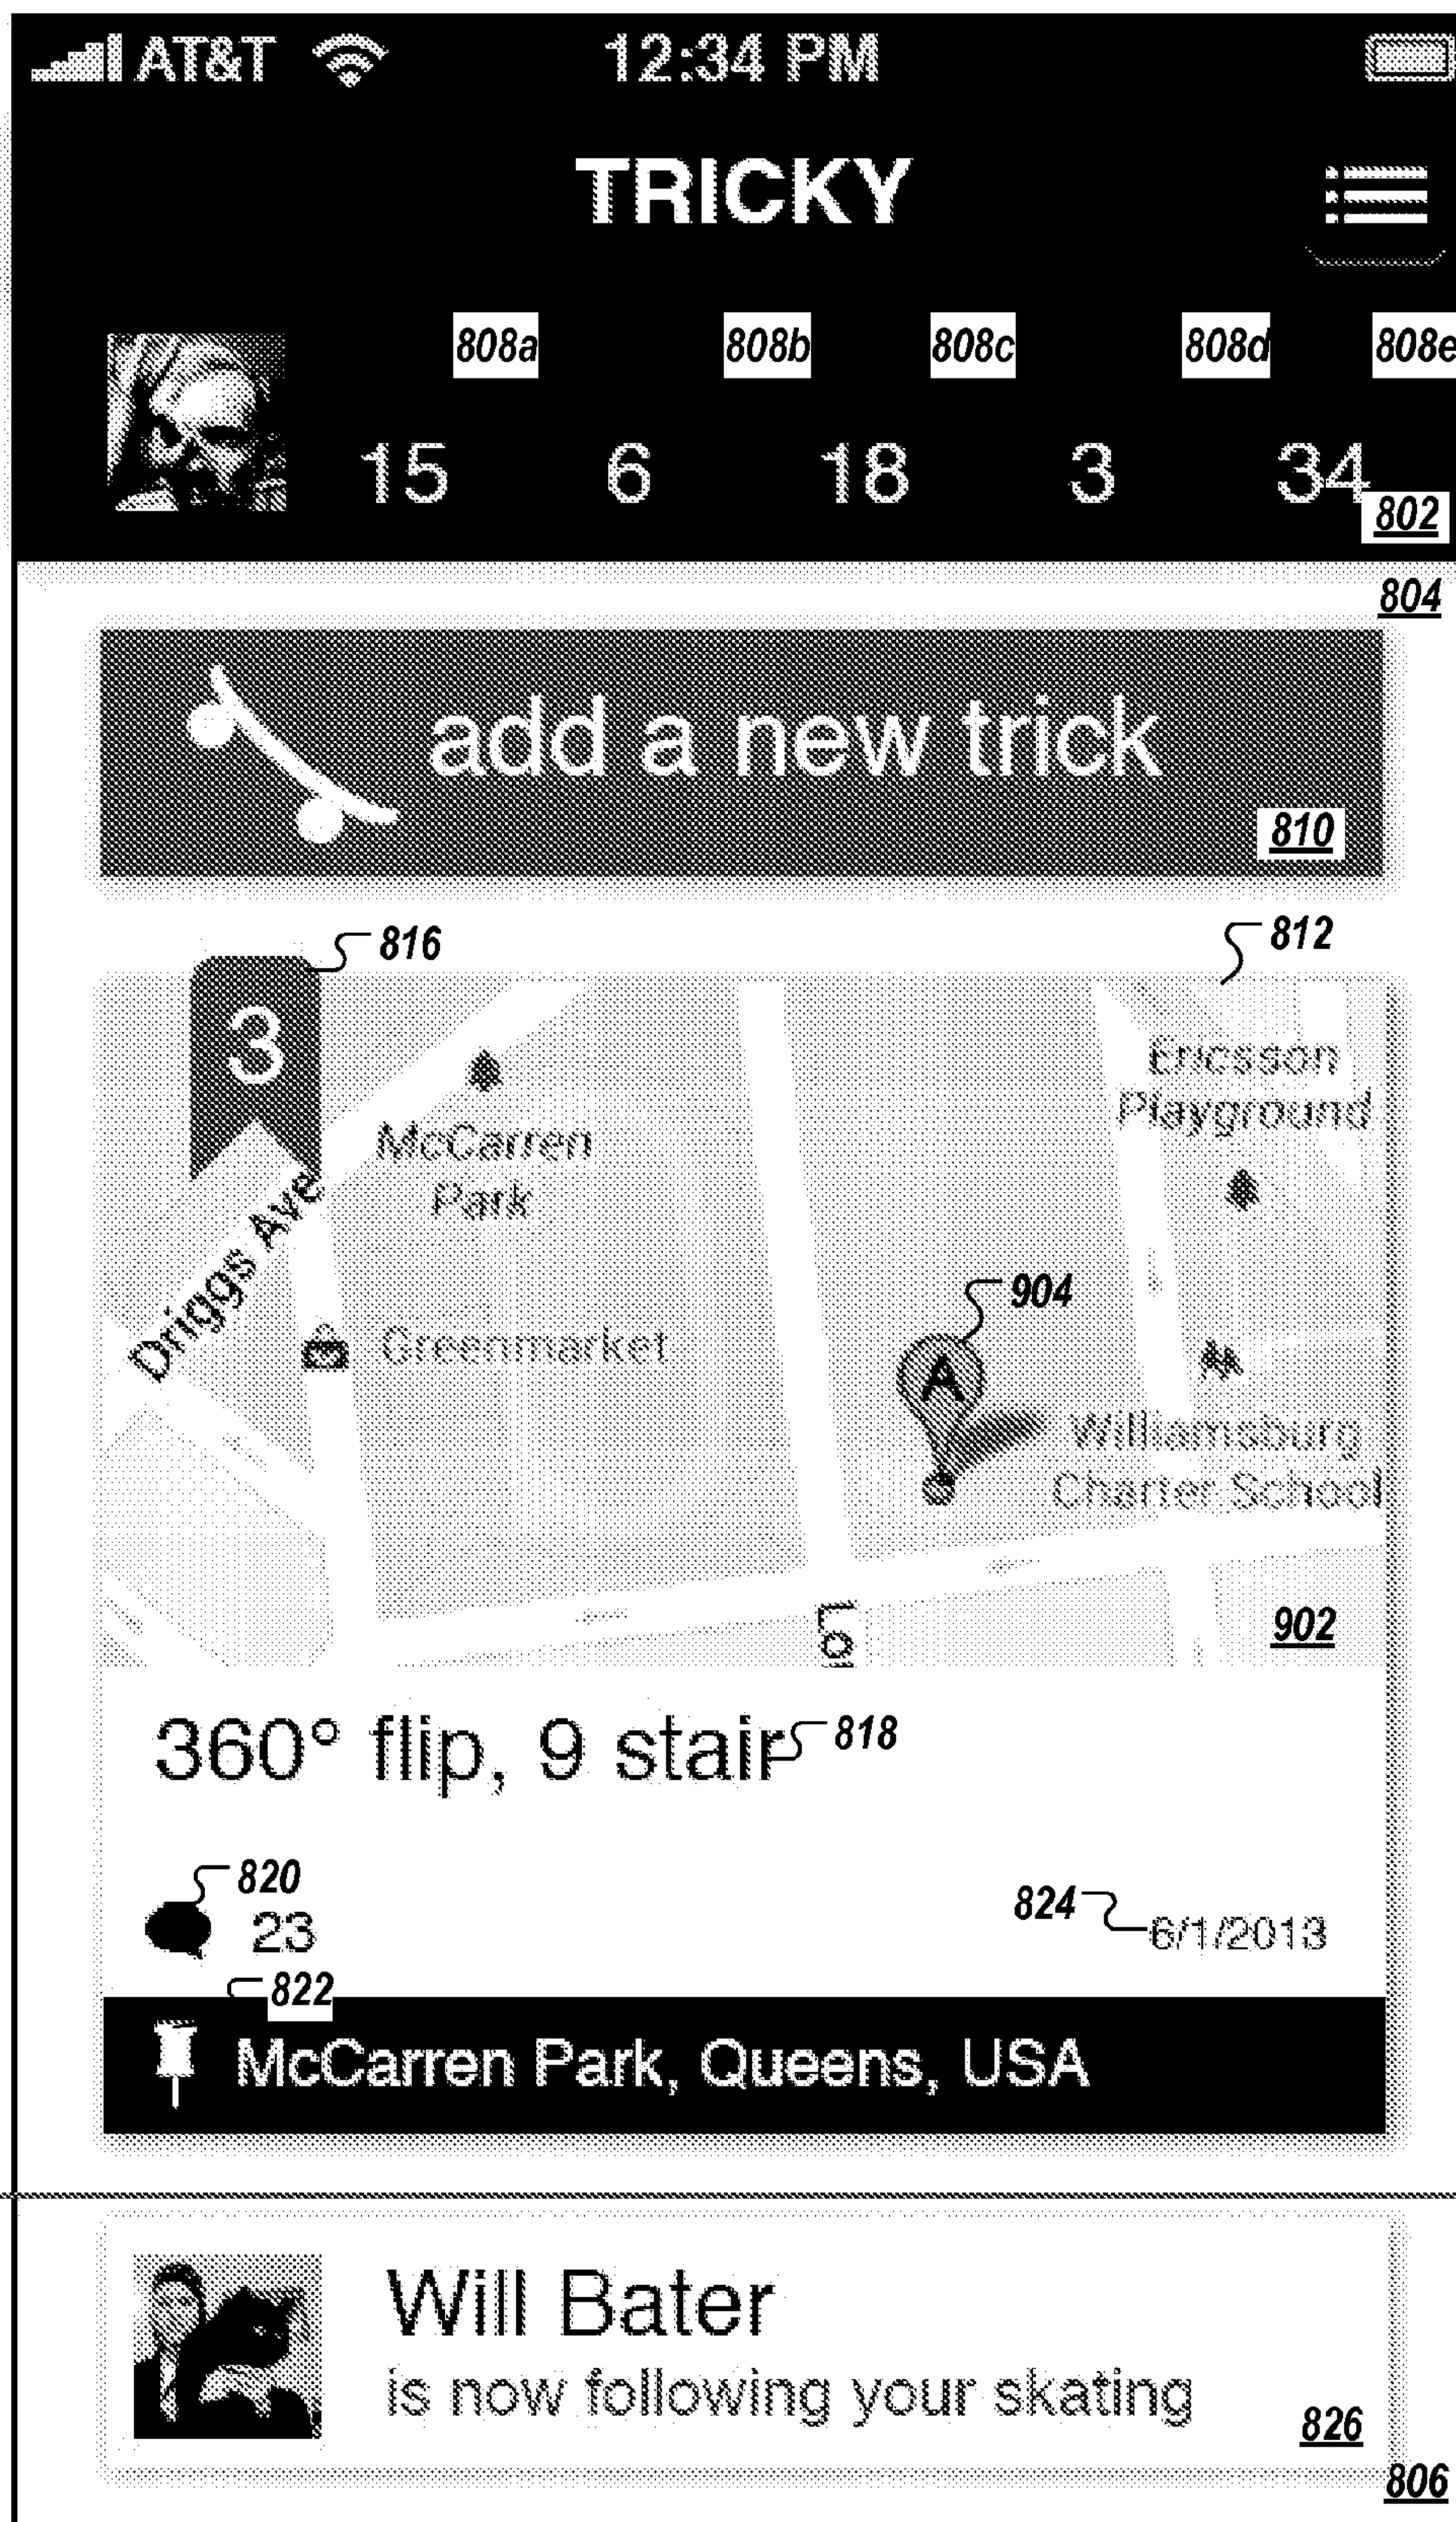 AT&T 12:34 PM
TRICKY
808a 808b 808c 808d 808e
15 6 18 3 34
802
804
add a new trick
810
816 812
3
Ericsson
Playground
McCarren
Park
Driggs Ave
904
A
Greenmarket
Williamsburg
Charter School
902
360° flip, 9 stair 818
820
23
824 6/1/2013
822
McCarren Park, Queens, USA
Will Bater
is now following your skating
826
806